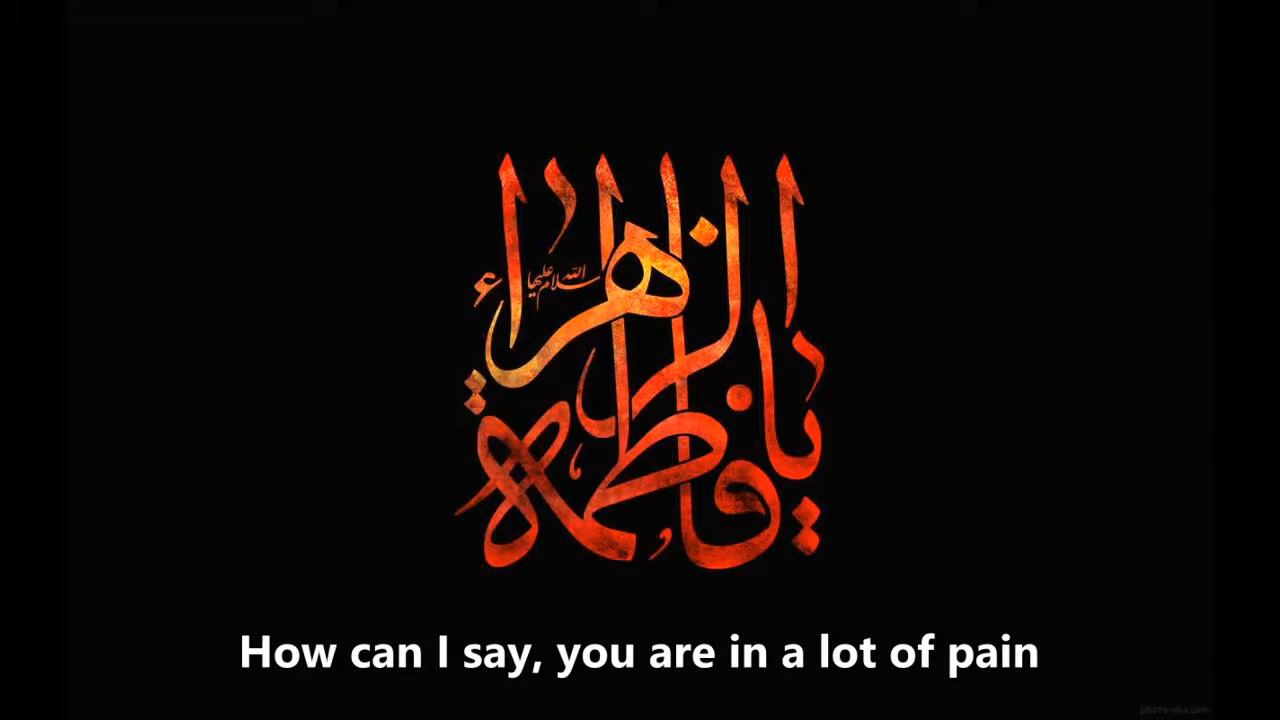 يا فاطمة الزهراء
سلام الله عليها
How can I say, you are in a lot of pain